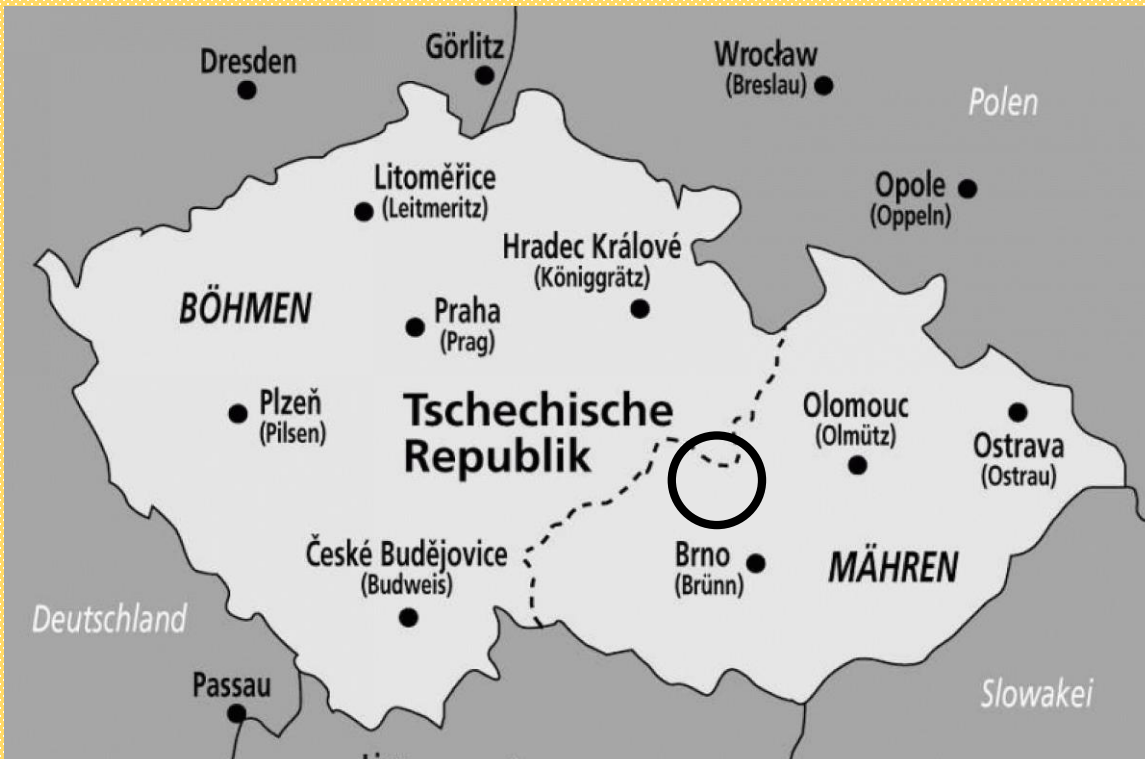 Dresden
Görlitz
Wrocław
(Breslau)
Polen
Litoměřice
(Leitmeritz)
Opole
(Oppeln)
Hradec Králové
(Königgrätz)
BÖHMEN
Praha
(Prag)
Plzeň
(Pilsen)
Tschechische
Republik
Olomouc
(Olmütz)
Ostrava
(Ostrau)
České Budějovice
(Budweis)
Brno
(Brünn)
MÄHREN
Deutschland
Passau
Slowakei